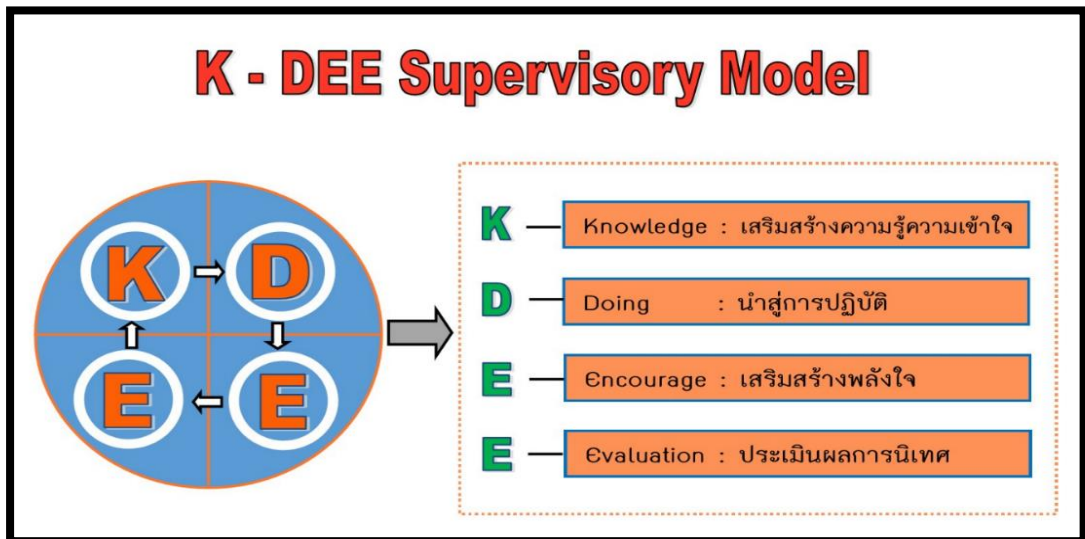 K - DEE Supervisory Model
K D
E E
K Knowledge : เสริมสร้างความรู้ความเข้าใจ
D Doing : นำสู่การปฏิบัติ
E Encourage : เสริมสร้างพลังใจ
E Evaluation : ประเมินผลการนิเทศ